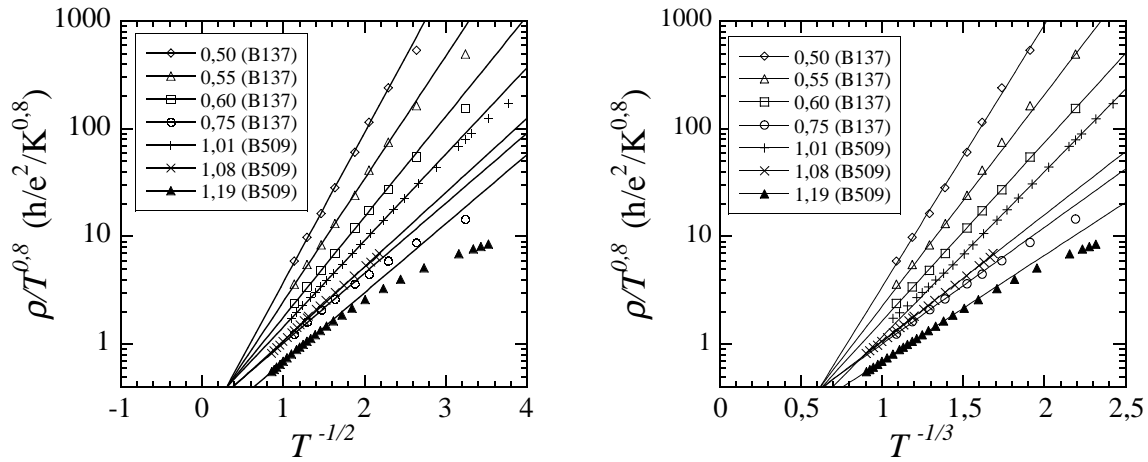 1000
100
10
1
-1 0 1 2 3 4
ρ/T^0,8 (h/e^2/K^0,8)
T^-1/2
0,50 (B137)
0,55 (B137)
0,60 (B137)
0,75 (B137)
1,01 (B509)
1,08 (B509)
1,19 (B509)
1000
100
10
1
0 0,5 1 1,5 2 2,5
ρ/T^0,8 (h/e^2/K^0,8)
T^-1/3
0,50 (B137)
0,55 (B137)
0,60 (B137)
0,75 (B137)
1,01 (B509)
1,08 (B509)
1,19 (B509)